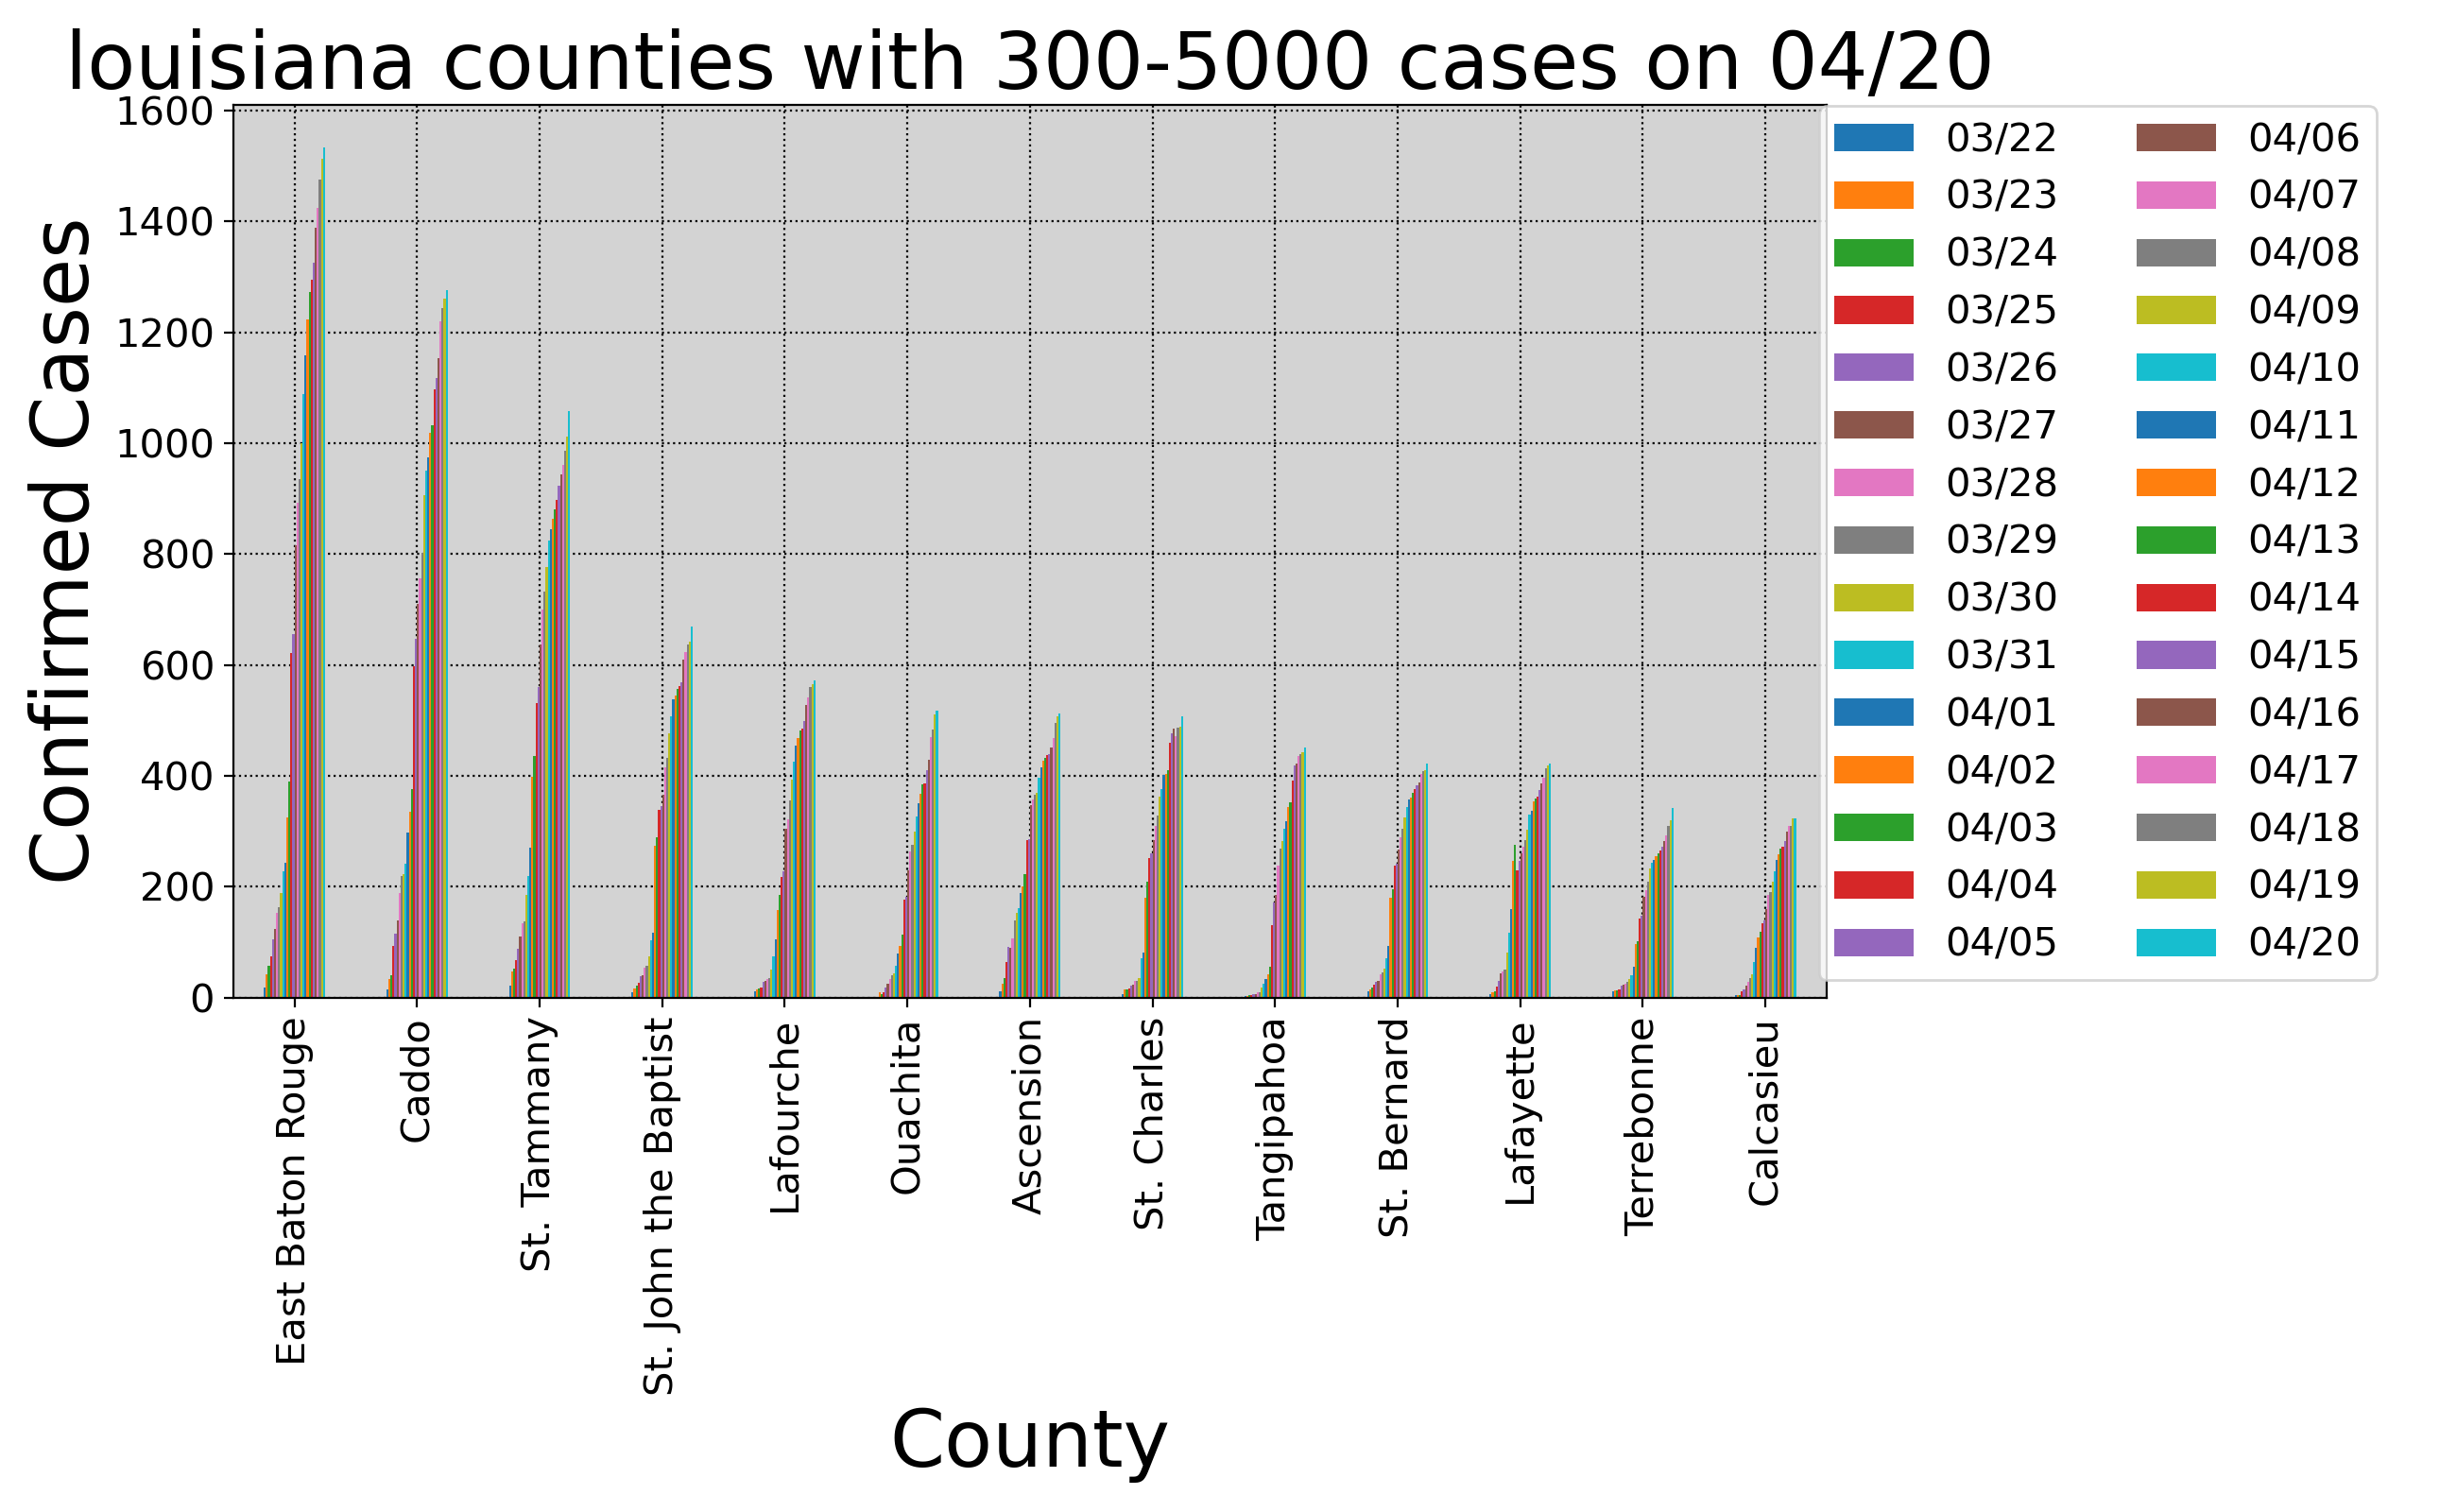 louisiana counties with 300-5000 cases on 04/20
Confirmed Cases
1600
1400
1200
1000
800
600
400
200
0
East Baton Rouge
Caddo
St. Tammany
St. John the Baptist
Lafourche
Ouachita
Ascension
St. Charles
Tangipahoa
St. Bernard
Lafayette
Terrebonne
Calcasieu
County
03/22
03/23
03/24
03/25
03/26
03/27
03/28
03/29
03/30
03/31
04/01
04/02
04/03
04/04
04/05
04/06
04/07
04/08
04/09
04/10
04/11
04/12
04/13
04/14
04/15
04/16
04/17
04/18
04/19
04/20